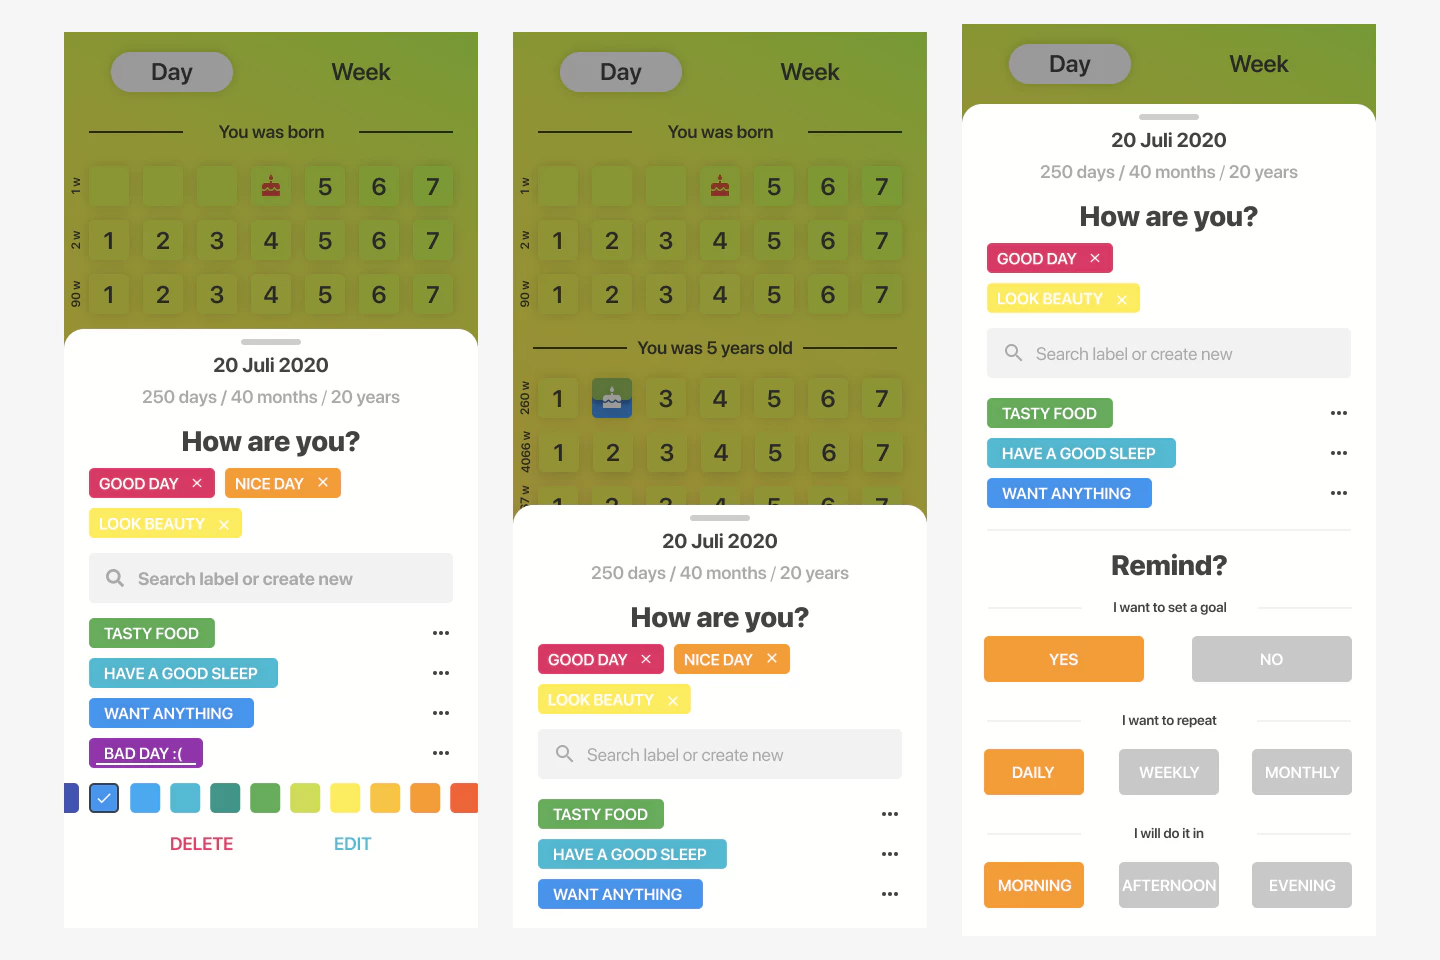 Day Week
You was born
1 w 5 6 7
2 w 1 2 3 4 5 6 7
90 w 1 2 3 4 5 6 7
20 Juli 2020
250 days / 40 months / 20 years
How are you?
GOOD DAY × NICE DAY ×
LOOK BEAUTY ×
Search label or create new
TASTY FOOD •••
HAVE A GOOD SLEEP •••
WANT ANYTHING •••
BAD DAY :( •••
DELETE EDIT
Day Week
You was born
1 w 5 6 7
2 w 1 2 3 4 5 6 7
90 w 1 2 3 4 5 6 7
You was 5 years old
260 w 1 3 4 5 6 7
4066 w 1 2 3 4 5 6 7
20 Juli 2020
250 days / 40 months / 20 years
How are you?
GOOD DAY × NICE DAY ×
LOOK BEAUTY ×
Search label or create new
TASTY FOOD •••
HAVE A GOOD SLEEP •••
WANT ANYTHING •••
Day Week
20 Juli 2020
250 days / 40 months / 20 years
How are you?
GOOD DAY ×
LOOK BEAUTY ×
Search label or create new
TASTY FOOD •••
HAVE A GOOD SLEEP •••
WANT ANYTHING •••
Remind?
I want to set a goal
YES NO
I want to repeat
DAILY WEEKLY MONTHLY
I will do it in
MORNING AFTERNOON EVENING